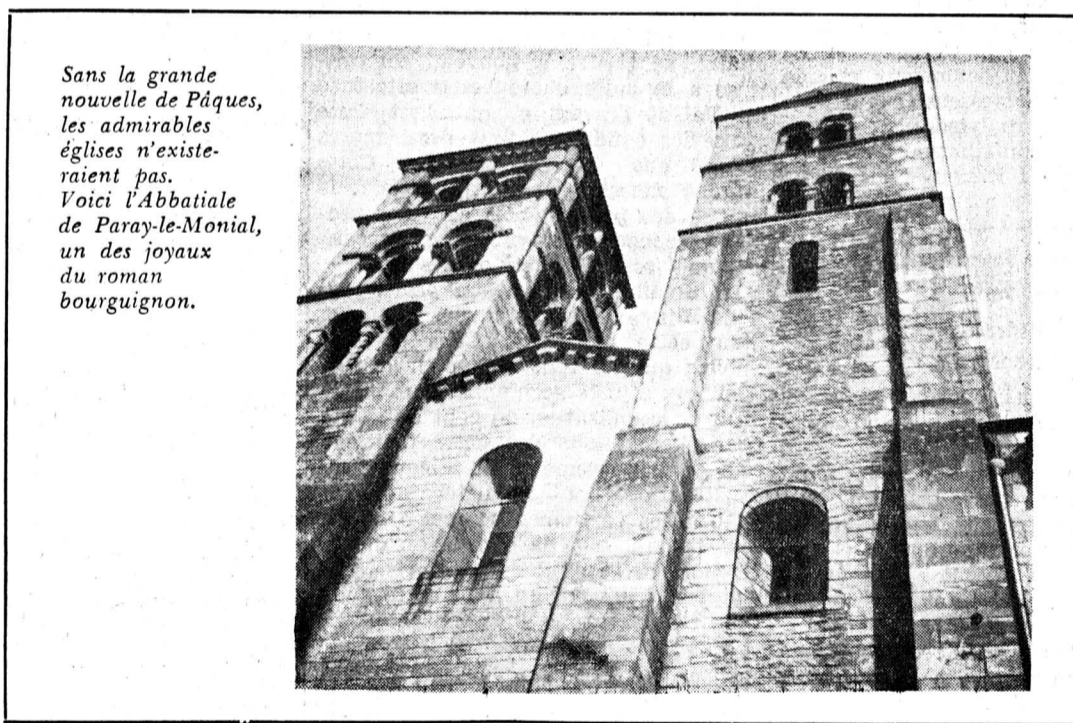 Sans la grande
nouvelle de Pâques,
les admirables
églises n'existe-
raient pas.
Voici l'Abbatiale
de Paray-le-Monial,
un des joyaux
du roman
bourguignon.